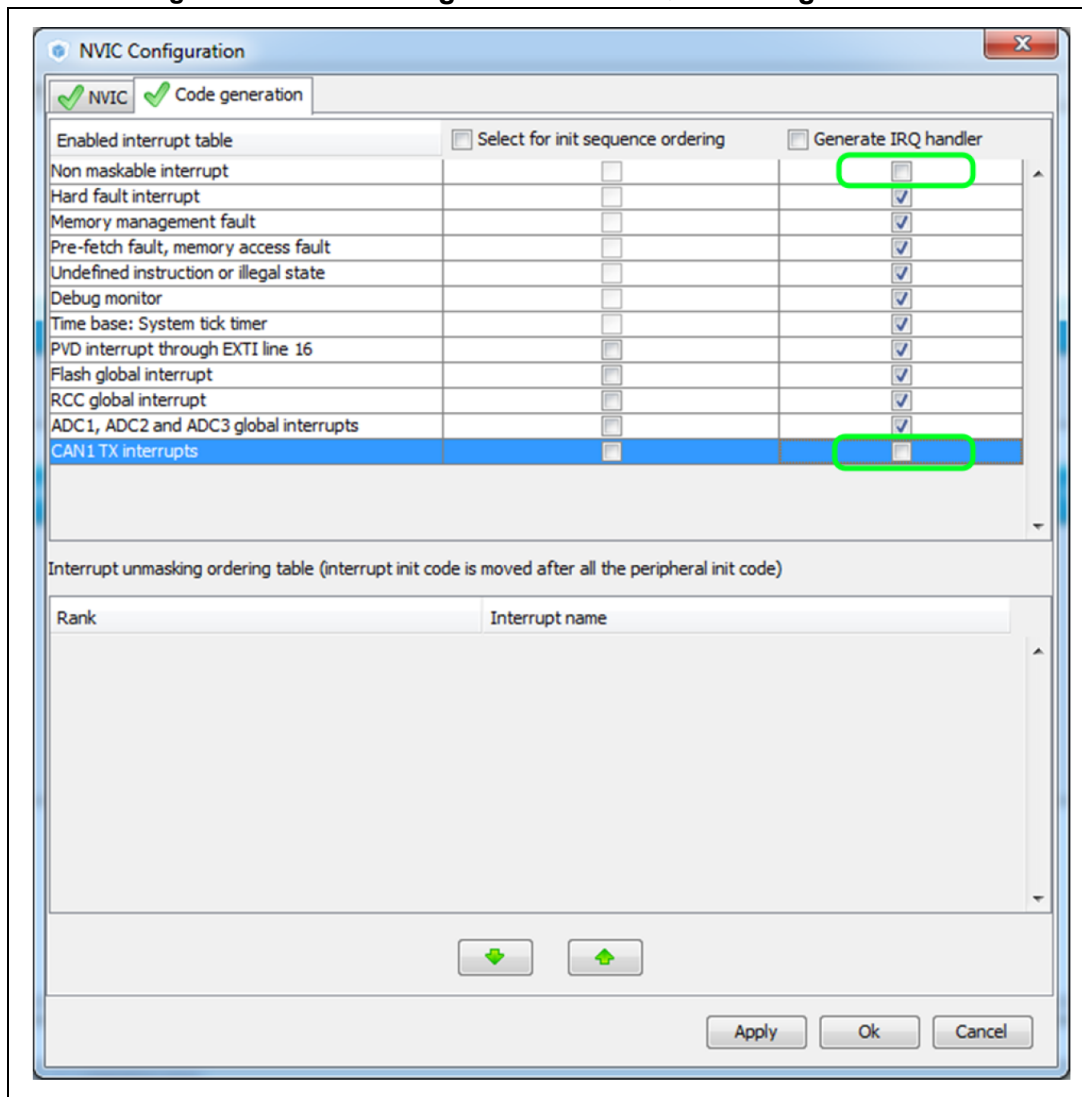 NVIC Configuration
NVIC Code generation
Enabled interrupt table Select for init sequence ordering Generate IRQ handler
Non maskable interrupt
Hard fault interrupt
Memory management fault
Pre-fetch fault, memory access fault
Undefined instruction or illegal state
Debug monitor
Time base: System tick timer
PVD interrupt through EXTI line 16
Flash global interrupt
RCC global interrupt
ADC1, ADC2 and ADC3 global interrupts
CAN1 TX interrupts
Interrupt unmasking ordering table (interrupt init code is moved after all the peripheral init code)
Rank Interrupt name
Apply Ok Cancel